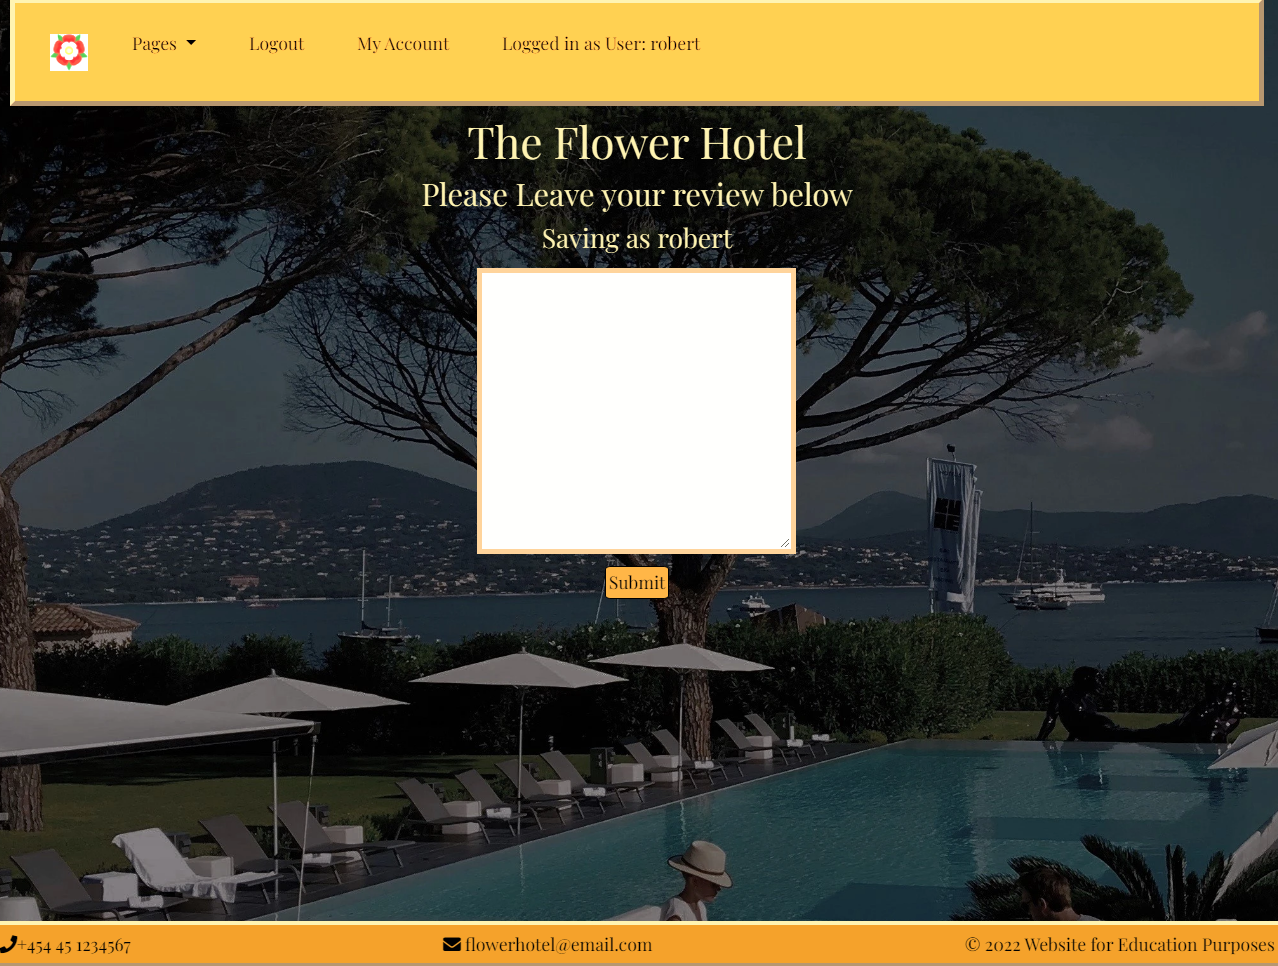 Pages
Logout
My Account
Logged in as User: robert
The Flower Hotel
Please Leave your review below
Saving as robert
Submit
+454 45 1234567
flowerhotel@email.com
© 2022 Website for Education Purposes